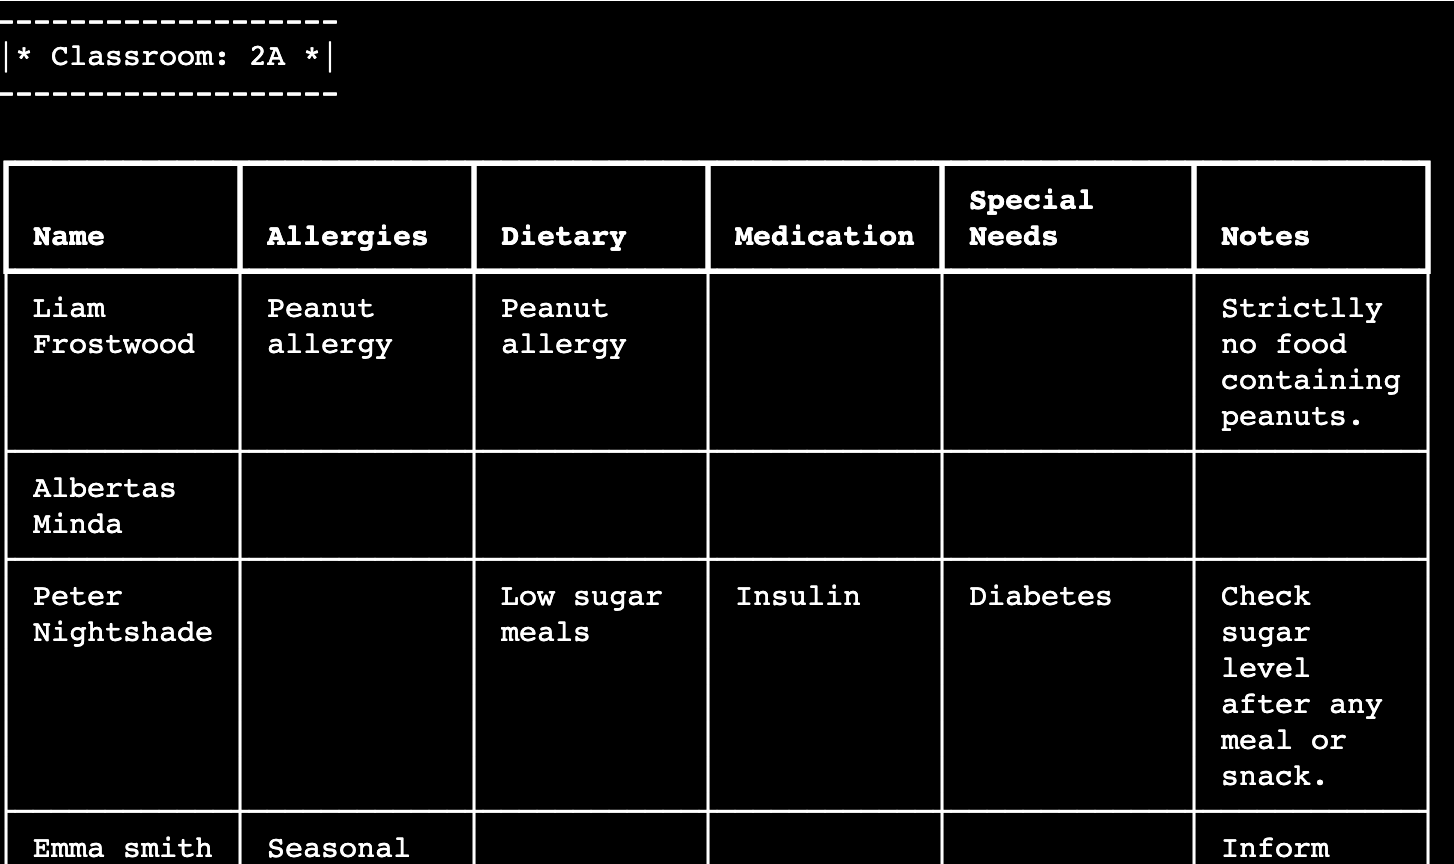 * Classroom: 2A *
Name Allergies Dietary Medication Special Needs Notes
Liam Frostwood Peanut allergy Peanut allergy Strictlly no food containing peanuts.
Albertas Minda
Peter Nightshade Low sugar meals Insulin Diabetes Check sugar level after any meal or snack.
Emma smith Seasonal Inform